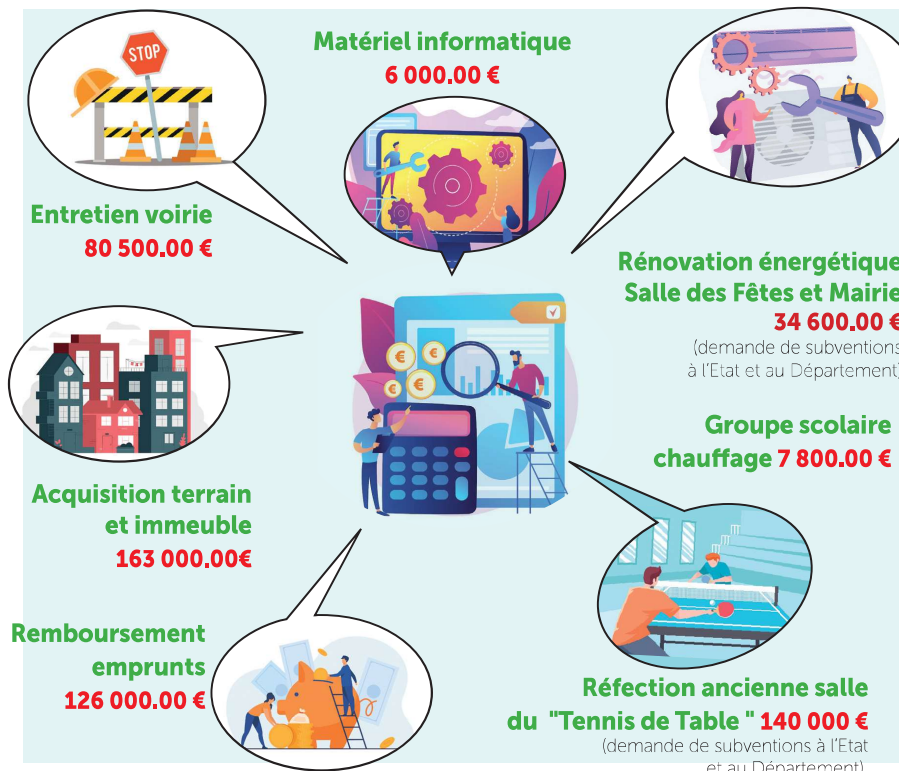 STOP
Matériel informatique
6 000.00 €
Entretien voirie
80 500.00 €
Rénovation énergétique
Salle des Fêtes et Mairie
34 600.00 €
(demande de subventions
à l'Etat et au Département)
Groupe scolaire
chauffage 7 800.00 €
Acquisition terrain
et immeuble
163 000.00€
Remboursement
emprunts
126 000.00 €
Réfection ancienne salle
du "Tennis de Table " 140 000 €
(demande de subventions à l'Etat
et au Département)